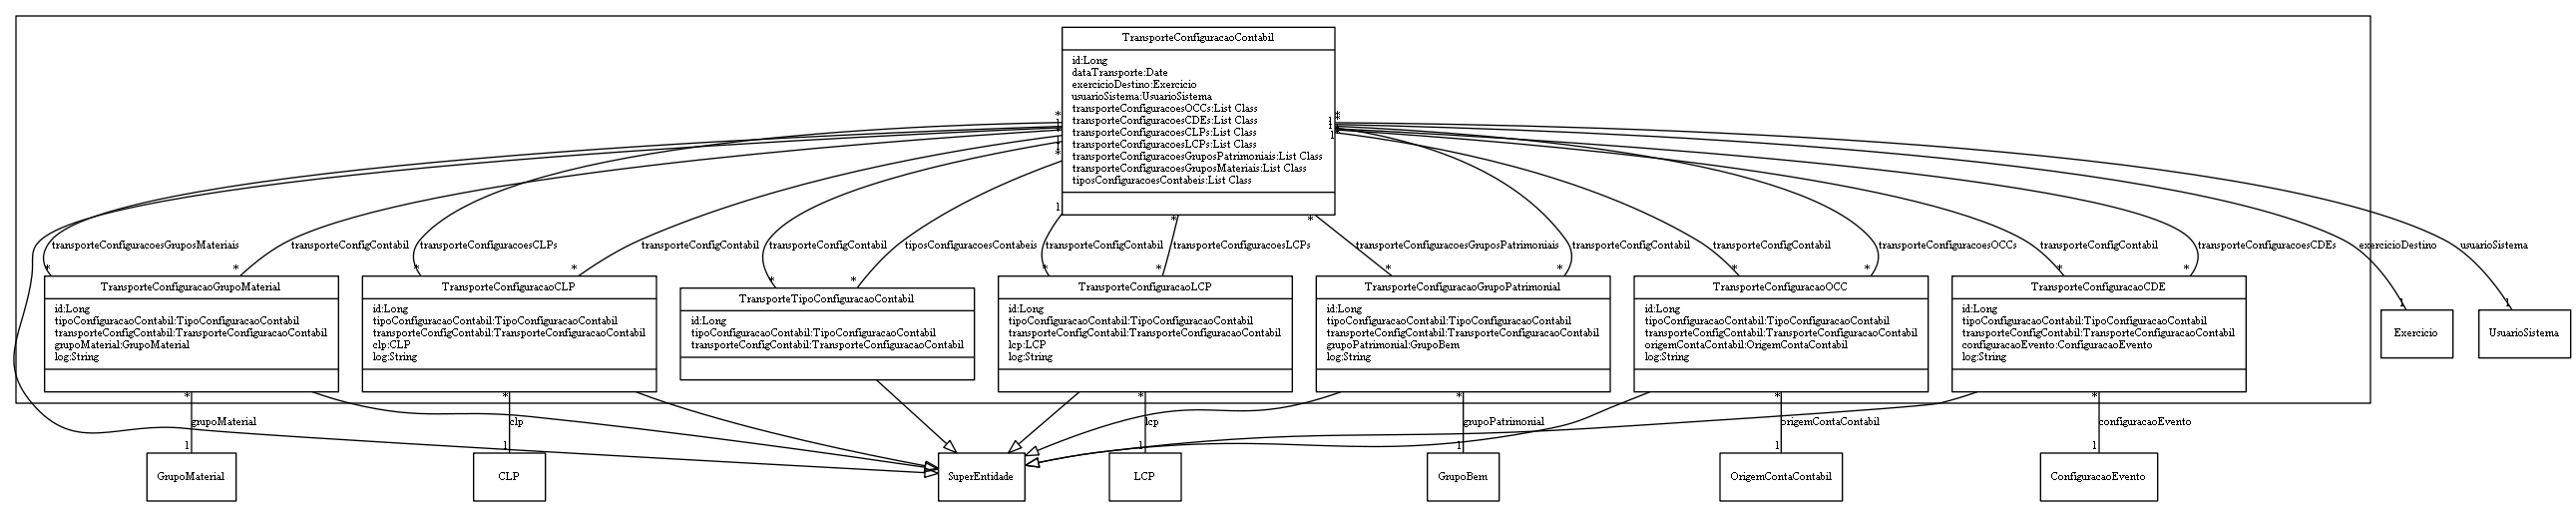 TransporteConfiguracaoContabil
id:Long
dataTransporte:Date
exercicioDestino:Exercicio
usuarioSistema:UsuarioSistema
transporteConfiguracoesOCCs:List Class
transporteConfiguracoesCDEs:List Class
transporteConfiguracoesCLPs:List Class
transporteConfiguracoesLCPs:List Class
transporteConfiguracoesGruposPatrimoniais:List Class
transporteConfiguracoesGruposMateriais:List Class
tiposConfiguracoesContabeis:List Class
transporteConfiguracoesGruposMateriais
transporteConfigContabil
transporteConfiguracoesCLPs
transporteConfigContabil
transporteConfigContabil
tiposConfiguracoesContabeis
transporteConfigContabil
transporteConfiguracoesLCPs
transporteConfiguracoesGruposPatrimoniais
transporteConfigContabil
transporteConfigContabil
transporteConfiguracoesOCCs
transporteConfigContabil
transporteConfiguracoesCDEs
exercicioDestino
usuarioSistema
TransporteConfiguracaoGrupoMaterial
id:Long
tipoConfiguracaoContabil:TipoConfiguracaoContabil
transporteConfigContabil:TransporteConfiguracaoContabil
grupoMaterial:GrupoMaterial
log:String
TransporteConfiguracaoCLP
id:Long
tipoConfiguracaoContabil:TipoConfiguracaoContabil
transporteConfigContabil:TransporteConfiguracaoContabil
clp:CLP
log:String
TransporteTipoConfiguracaoContabil
id:Long
tipoConfiguracaoContabil:TipoConfiguracaoContabil
transporteConfigContabil:TransporteConfiguracaoContabil
TransporteConfiguracaoLCP
id:Long
tipoConfiguracaoContabil:TipoConfiguracaoContabil
transporteConfigContabil:TransporteConfiguracaoContabil
lcp:LCP
log:String
TransporteConfiguracaoGrupoPatrimonial
id:Long
tipoConfiguracaoContabil:TipoConfiguracaoContabil
transporteConfigContabil:TransporteConfiguracaoContabil
grupoPatrimonial:GrupoBem
log:String
TransporteConfiguracaoOCC
id:Long
tipoConfiguracaoContabil:TipoConfiguracaoContabil
transporteConfigContabil:TransporteConfiguracaoContabil
origemContaContabil:OrigemContaContabil
log:String
TransporteConfiguracaoCDE
id:Long
tipoConfiguracaoContabil:TipoConfiguracaoContabil
transporteConfigContabil:TransporteConfiguracaoContabil
configuracaoEvento:ConfiguracaoEvento
log:String
Exercicio
UsuarioSistema
* grupoMaterial 1
* clp 1
* lcp 1
* grupoPatrimonial 1
* origemContaContabil 1
* configuracaoEvento 1
GrupoMaterial
CLP
SuperEntidade
LCP
GrupoBem
OrigemContaContabil
ConfiguracaoEvento